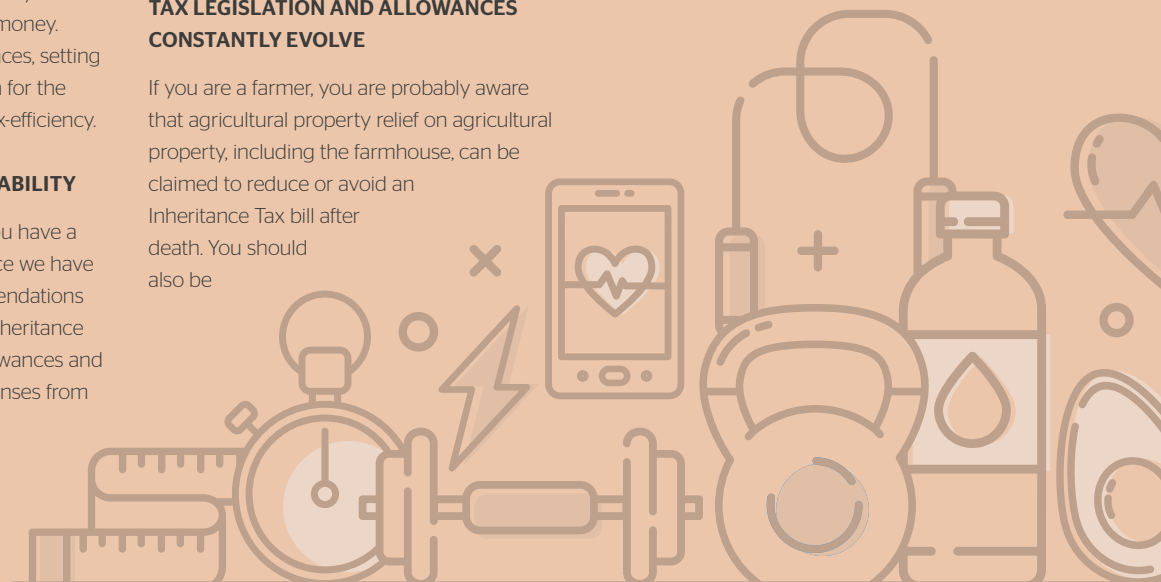 money.
ces, setting
for the
x-efficiency.
ABILITY
u have a
ce we have
endations
heritance
wances and
nses from
TAX LEGISLATION AND ALLOWANCES
CONSTANTLY EVOLVE
If you are a farmer, you are probably aware
that agricultural property relief on agricultural
property, including the farmhouse, can be
claimed to reduce or avoid an
Inheritance Tax bill after
death. You should
also be